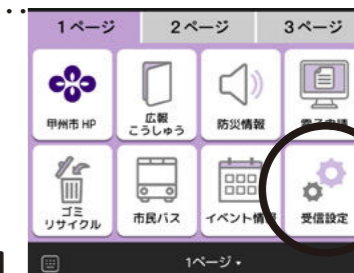 1ページ 2ページ 3ページ
甲州市 HP 広報 こうしゅう 防災情報 電子申請
ゴミ リサイクル 市民バス イベント情報 受信設定
1ページ